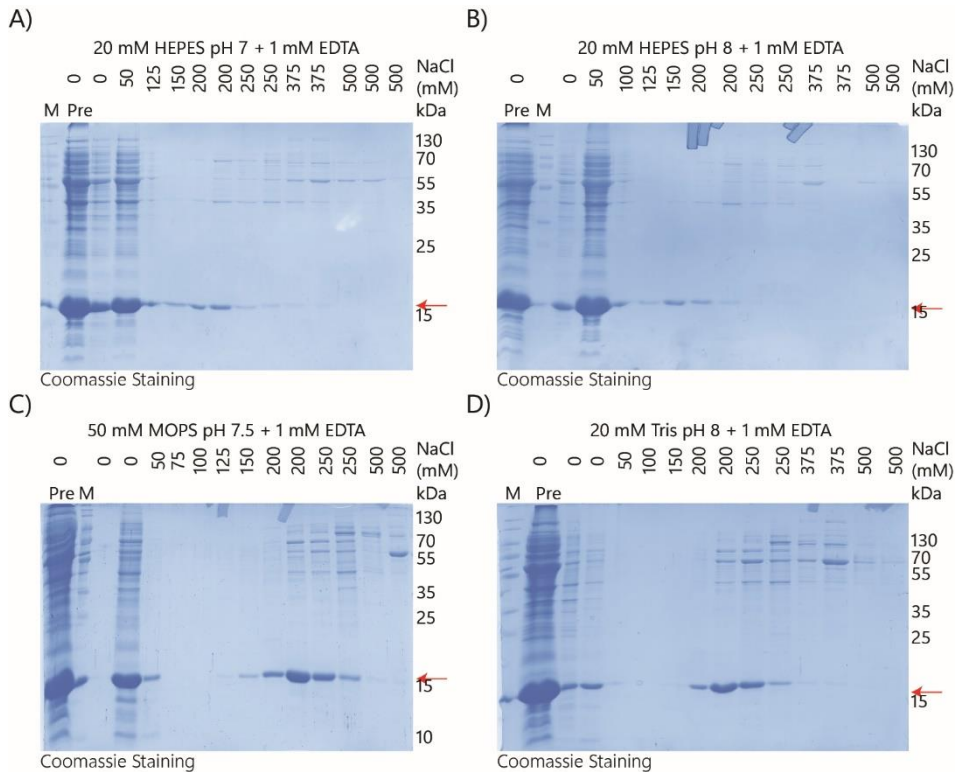 A)
20 mM HEPES pH 7 + 1 mM EDTA
0 0 50 125 150 200 200 250 250 375 375 500 500 500 NaCl (mM)
M Pre kDa
130
70
55
35
25
15
Coomassie Staining
B)
20 mM HEPES pH 8 + 1 mM EDTA
0 0 50 100 125 150 200 200 250 250 375 500 500 NaCl (mM)
Pre M kDa
130
70
55
35
25
15
Coomassie Staining
C)
50 mM MOPS pH 7.5 + 1 mM EDTA
0 0 0 50 75 100 125 150 200 200 250 250 500 500 NaCl (mM)
Pre M kDa
130
70
55
35
25
15
10
Coomassie Staining
D)
20 mM Tris pH 8 + 1 mM EDTA
0 0 0 50 100 150 200 200 250 250 375 375 500 500 NaCl (mM)
M Pre kDa
130
70
55
35
25
15
Coomassie Staining